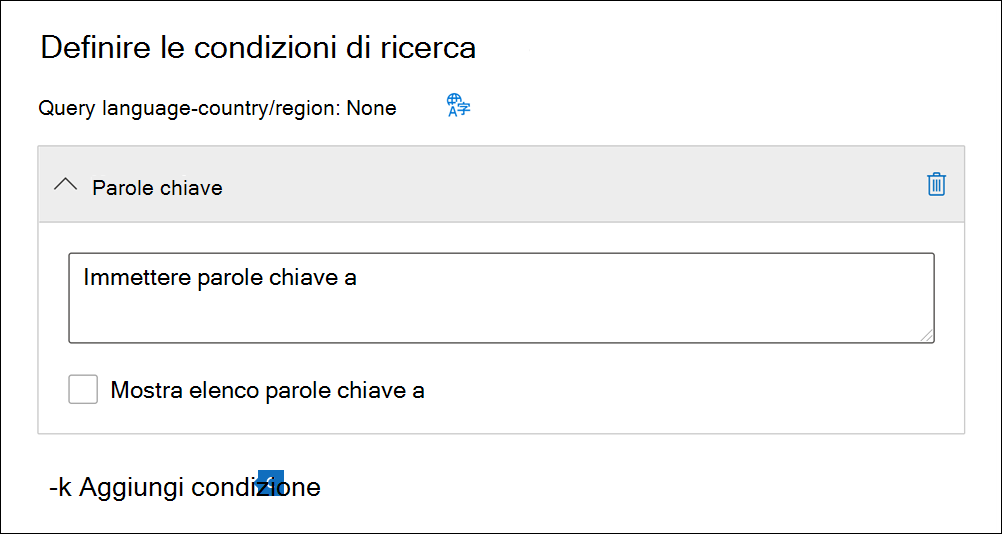 Definire le condizioni di ricerca
Query language-country/region: None
Parole chiave
Immettere parole chiave a
Mostra elenco parole chiave a
-k Aggiungi condizione